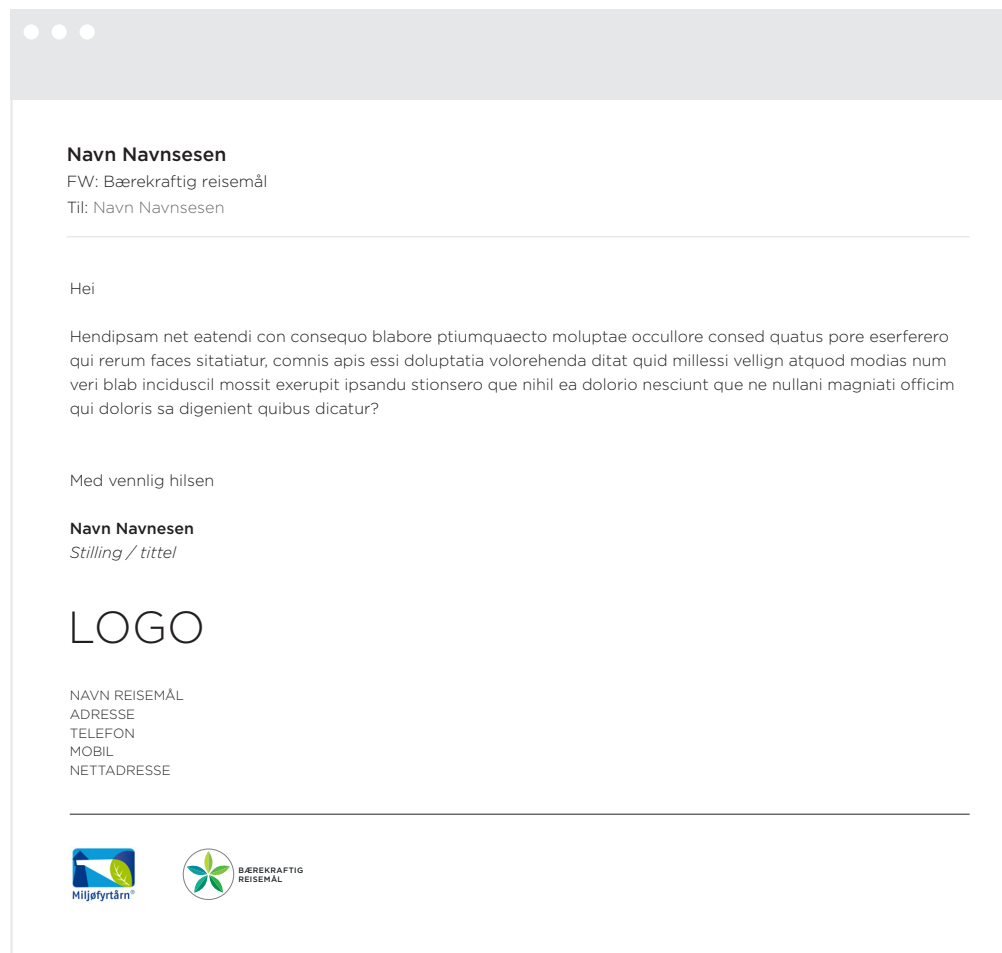 Navn Navnsesen
FW: Bærekraftig reisemål
Til: Navn Navnsesen
Hei
Hendipsam net eatendi con consequo blabore ptiumquaecto moluptae occullore consed quatus pore eserferero
qui rerum faces sitatiatur, comnis apis essi doluptatia volorehenda ditat quid millessi vellign atquod modias num
veri blab inciduscil mossit exerupit ipsandu stionsero que nihil ea dolorio nesciunt que ne nullani magniati officim
qui doloris sa digenient quibus dicatur?
Med vennlig hilsen
Navn Navnesen
Stilling / tittel
LOGO
NAVN REISEMÅL
ADRESSE
TELEFON
MOBIL
NETTADRESSE
Miljøfyrtårn®
BÆREKRAFTIG
REISEMÅL